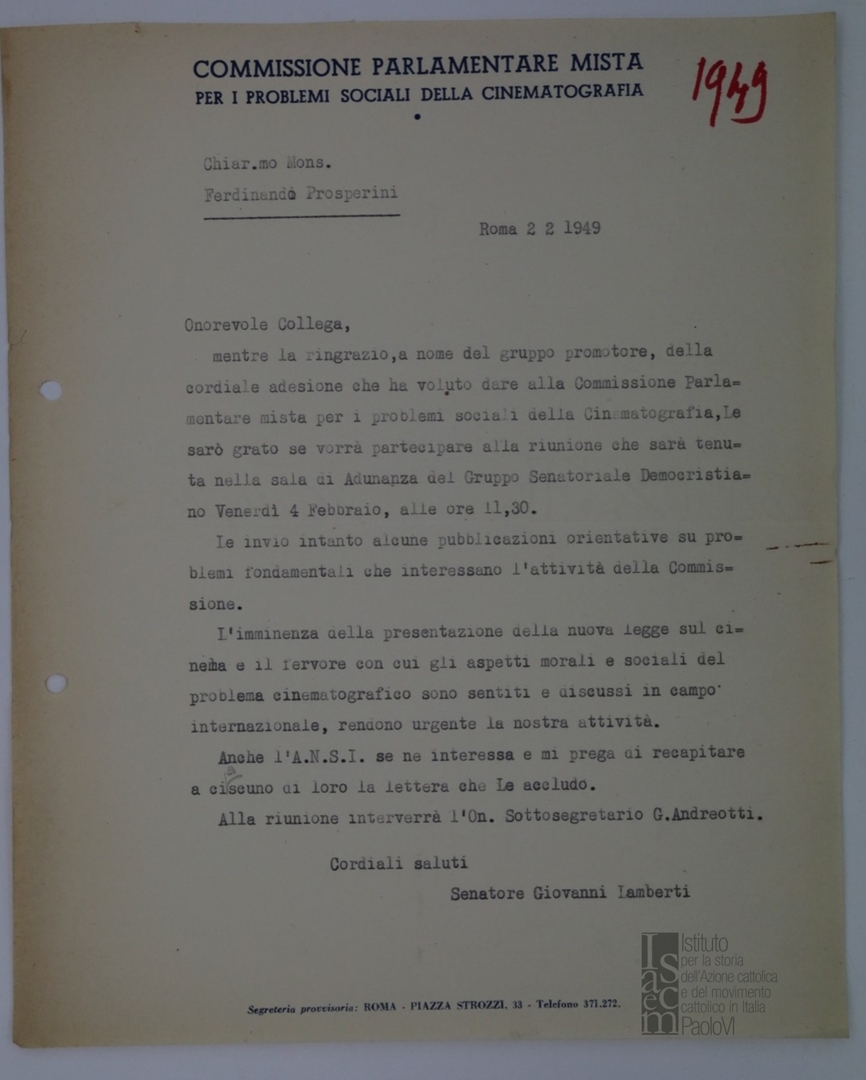 COMMISSIONE PARLAMENTARE MISTA
PER I PROBLEMI SOCIALI DELLA CINEMATOGRAFIA
1949
Chiar.mo Mons.
Ferdinando Prosperini
Roma 2 2 1949
Onorevole Collega,
mentre la ringrazio,a nome del gruppo promotore, della
cordiale adesione che ha voluto dare alla Commissione Parla=
mentare mista per i problemi sociali della Cinematografia,Le
sarò grato se vorrà partecipare alla riunione che sarà tenu=
ta nella sala di Adunanza del Gruppo Senatoriale Democristia=
no Venerdì 4 Febbraio, alle ore 11,30.
Le invio intanto alcune pubblicazioni orientative su pro=
blemi fondamentali che interessano l'attività della Commis=
sione.
L'imminenza della presentazione della nuova legge sul ci=
nema e il fervore con cui gli aspetti morali e sociali del
problema cinematografico sono sentiti e discussi in campo
internazionale, rendono urgente la nostra attività.
Anche l'A.N.S.I. se ne interessa e mi prega di recapitare
a ciascuno di loro la lettera che Le accludo.
Alla riunione interverrà l'On. Sottosegretario G.Andreotti.
Cordiali saluti
Senatore Giovanni Lamberti
Segreteria provvisoria: ROMA - PIAZZA STROZZI, 33 - Telefono 371.272.
Isacem
Istituto
per la storia
dell'Azione cattolica
e del movimento
cattolico in Italia
PaoloVI